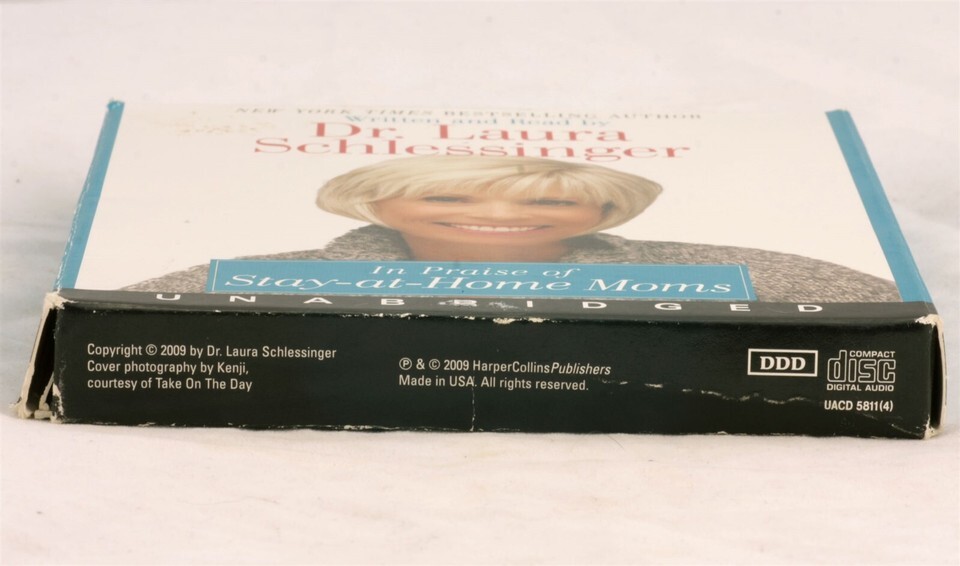 NEW YORK TIMES BESTSELLING AUTHOR
Written and Read by
Dr. Laura
Schlessinger
In Praise of
Stay-at-Home Moms
UNABRIDGED
Copyright © 2009 by Dr. Laura Schlessinger
Cover photography by Kenji,
courtesy of Take On The Day
℗ & © 2009 HarperCollinsPublishers
Made in USA. All rights reserved.
DDD
COMPACT
disc
DIGITAL AUDIO
UACD 5811(4)